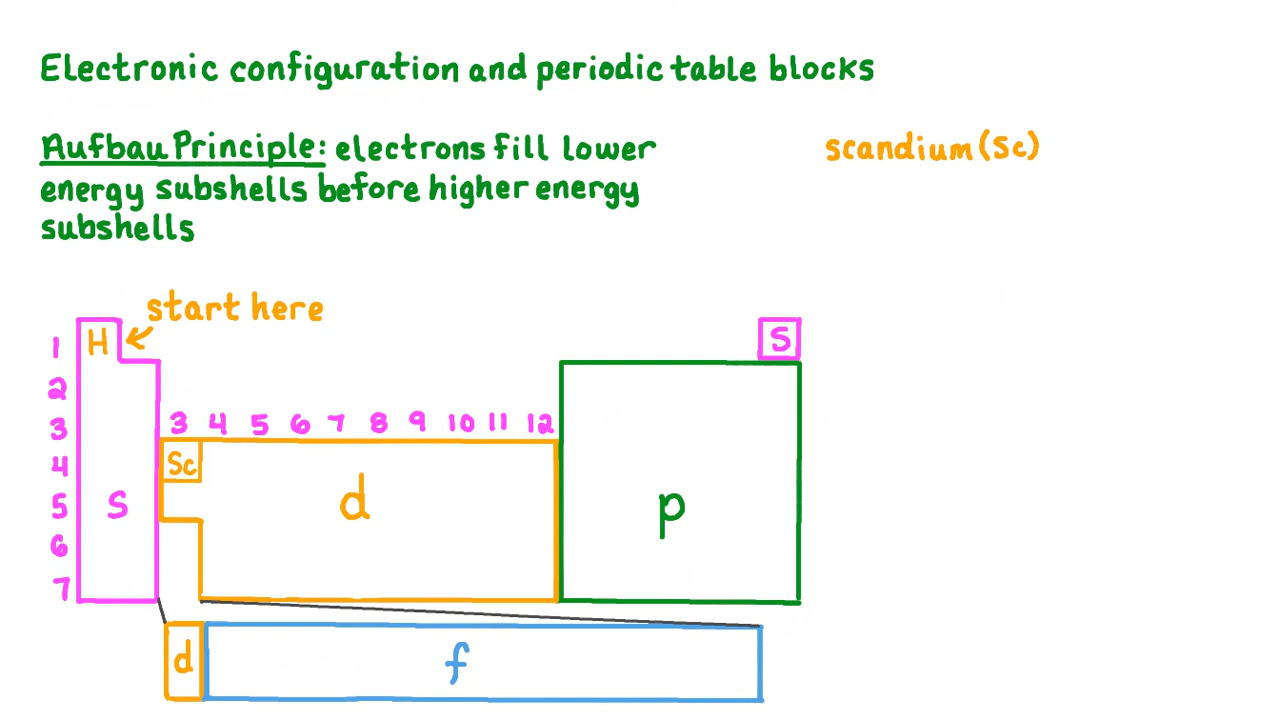 Electronic configuration and periodic table blocks
Aufbau Principle: electrons fill lower
energy subshells before higher energy
subshells
scandium (Sc)
start here
H
S
1
2
3
4
5
6
7
3 4 5 6 7 8 9 10 11 12
Sc
s
d
p
d
f